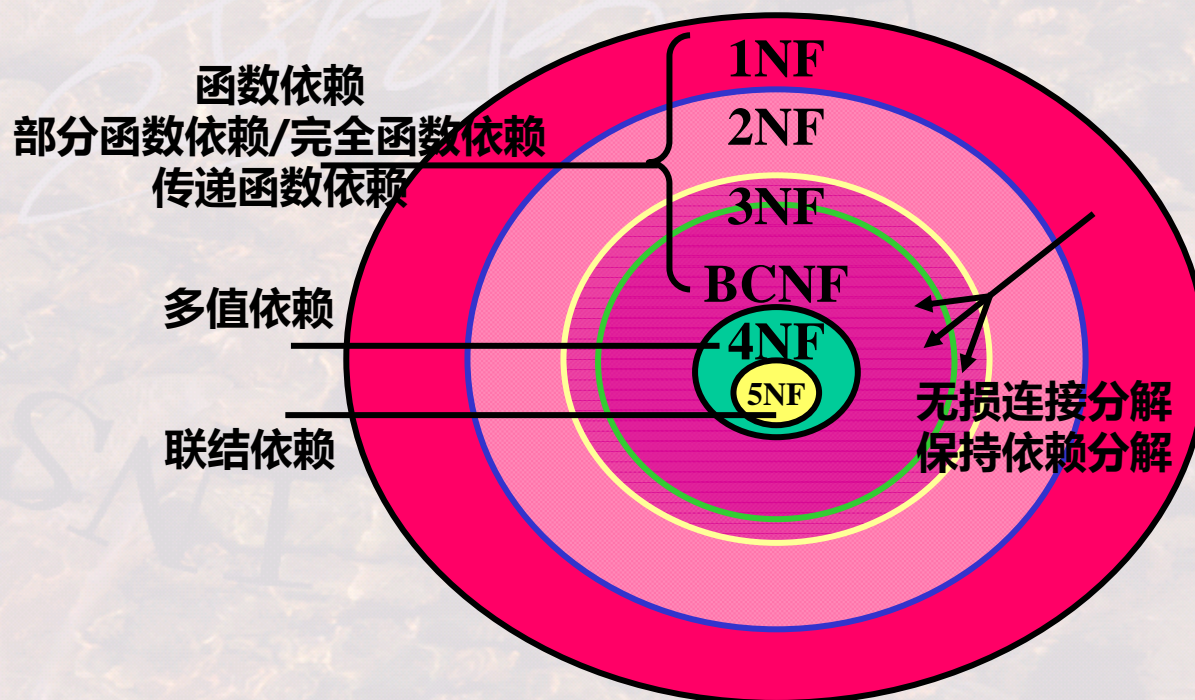 函数依赖
部分函数依赖/完全函数依赖
传递函数依赖
多值依赖
联结依赖
1NF
2NF
3NF
BCNF
4NF
5NF
无损连接分解
保持依赖分解